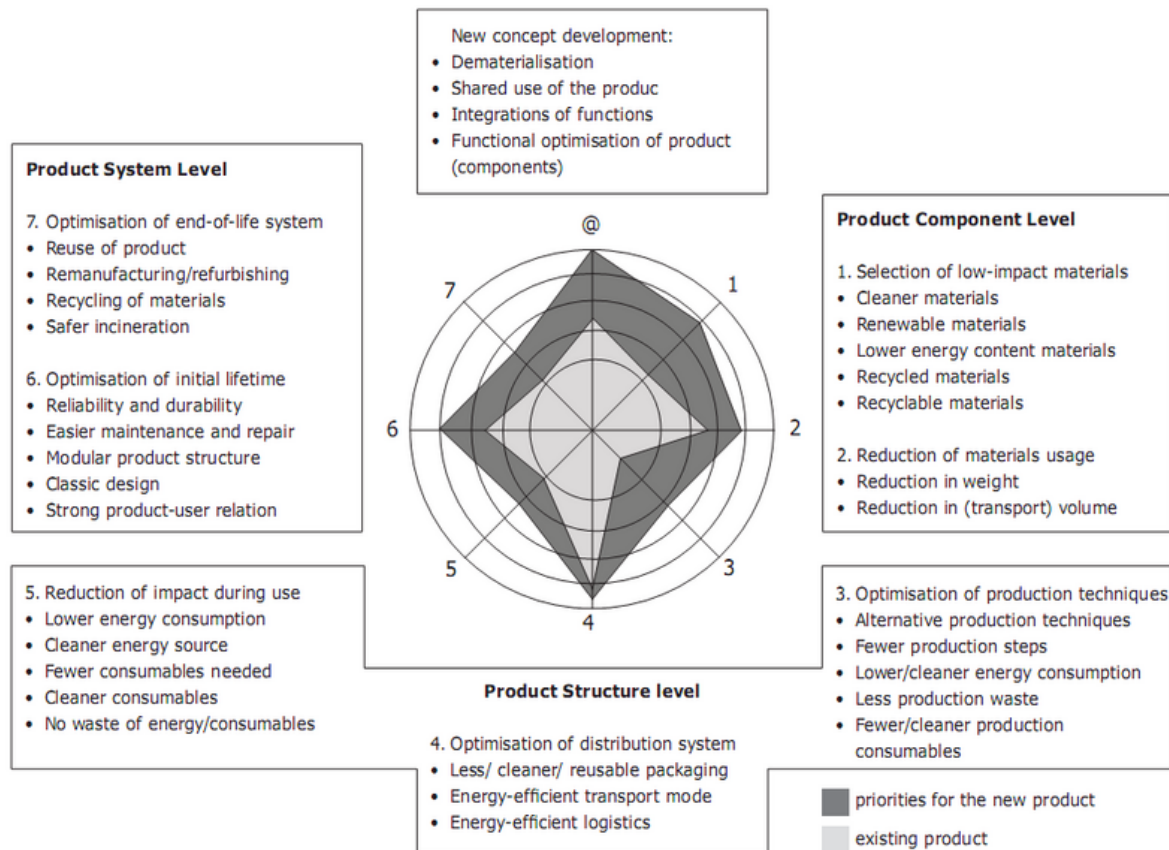 New concept development:
• Dematerialisation
• Shared use of the produc
• Integrations of functions
• Functional optimisation of product
(components)
Product System Level
7. Optimisation of end-of-life system
• Reuse of product
• Remanufacturing/refurbishing
• Recycling of materials
• Safer incineration
6. Optimisation of initial lifetime
• Reliability and durability
• Easier maintenance and repair
• Modular product structure
• Classic design
• Strong product-user relation
@
1
2
3
4
5
6
7
Product Component Level
1. Selection of low-impact materials
• Cleaner materials
• Renewable materials
• Lower energy content materials
• Recycled materials
• Recyclable materials
2. Reduction of materials usage
• Reduction in weight
• Reduction in (transport) volume
5. Reduction of impact during use
• Lower energy consumption
• Cleaner energy source
• Fewer consumables needed
• Cleaner consumables
• No waste of energy/consumables
Product Structure level
4. Optimisation of distribution system
• Less/ cleaner/ reusable packaging
• Energy-efficient transport mode
• Energy-efficient logistics
3. Optimisation of production techniques
• Alternative production techniques
• Fewer production steps
• Lower/cleaner energy consumption
• Less production waste
• Fewer/cleaner production
consumables
priorities for the new product
existing product